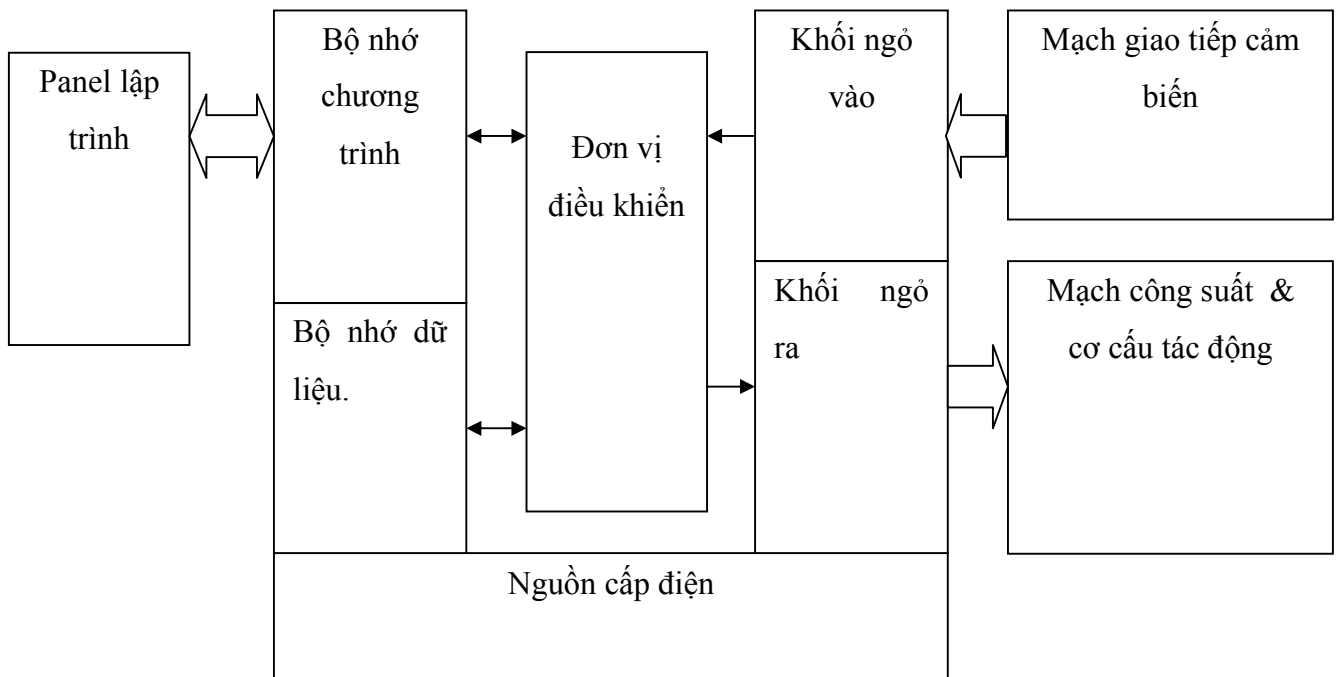 Panel lập
trình
Bộ nhớ
chương
trình
Bộ nhớ dữ
liệu.
Đơn vị
điều khiển
Khối ngỏ
vào
Khối ngỏ
ra
Mạch giao tiếp cảm
biến
Mạch công suất &
cơ cấu tác động
Nguồn cấp điện